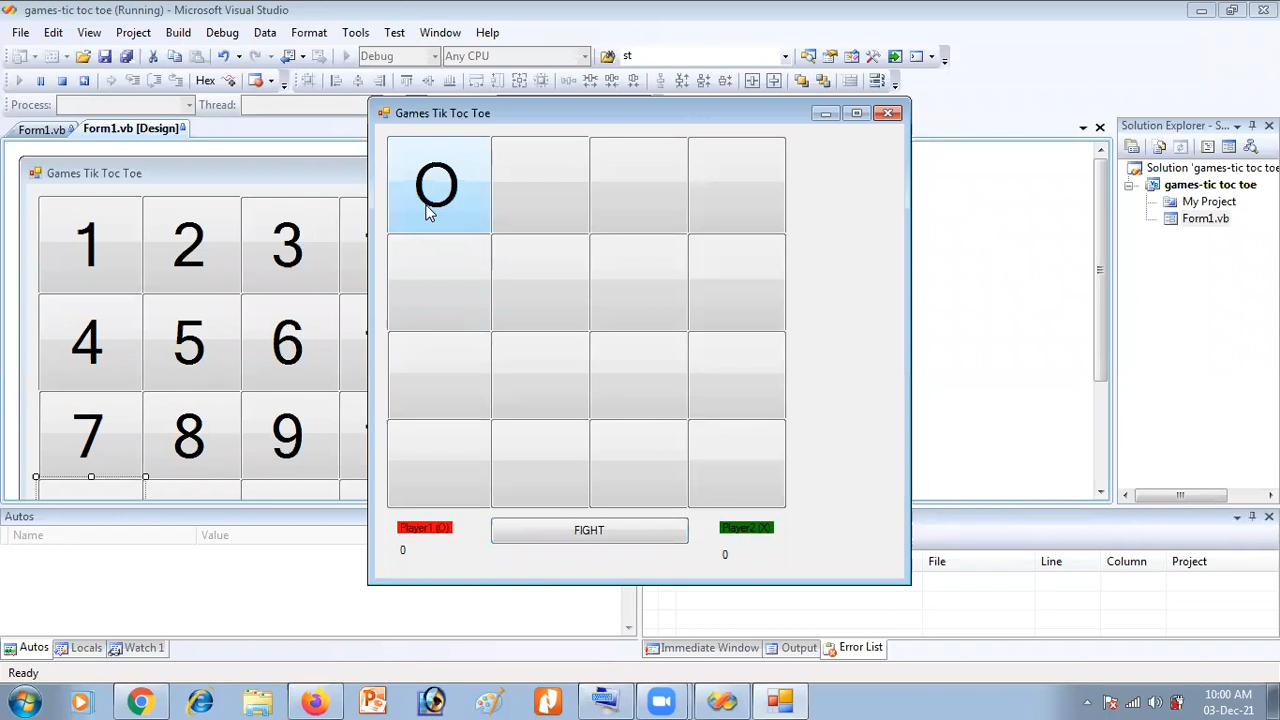 games-tic toc toe (Running) - Microsoft Visual Studio
File Edit View Project Build Debug Data Format Tools Test Window Help
Debug Any CPU st
Hex
Process: Thread:
Form1.vb Form1.vb [Design]
Games Tik Toc Toe
1 2 3
4 5 6
7 8 9
Games Tik Toc Toe
O
Player1 (O) FIGHT Player2 (X)
0 0
Solution Explorer - S...
Solution 'games-tic toc toe
games-tic toc toe
My Project
Form1.vb
Autos
Name Value
File Line Column Project
Autos Locals Watch 1
Immediate Window Output Error List
Ready
10:00 AM
03-Dec-21